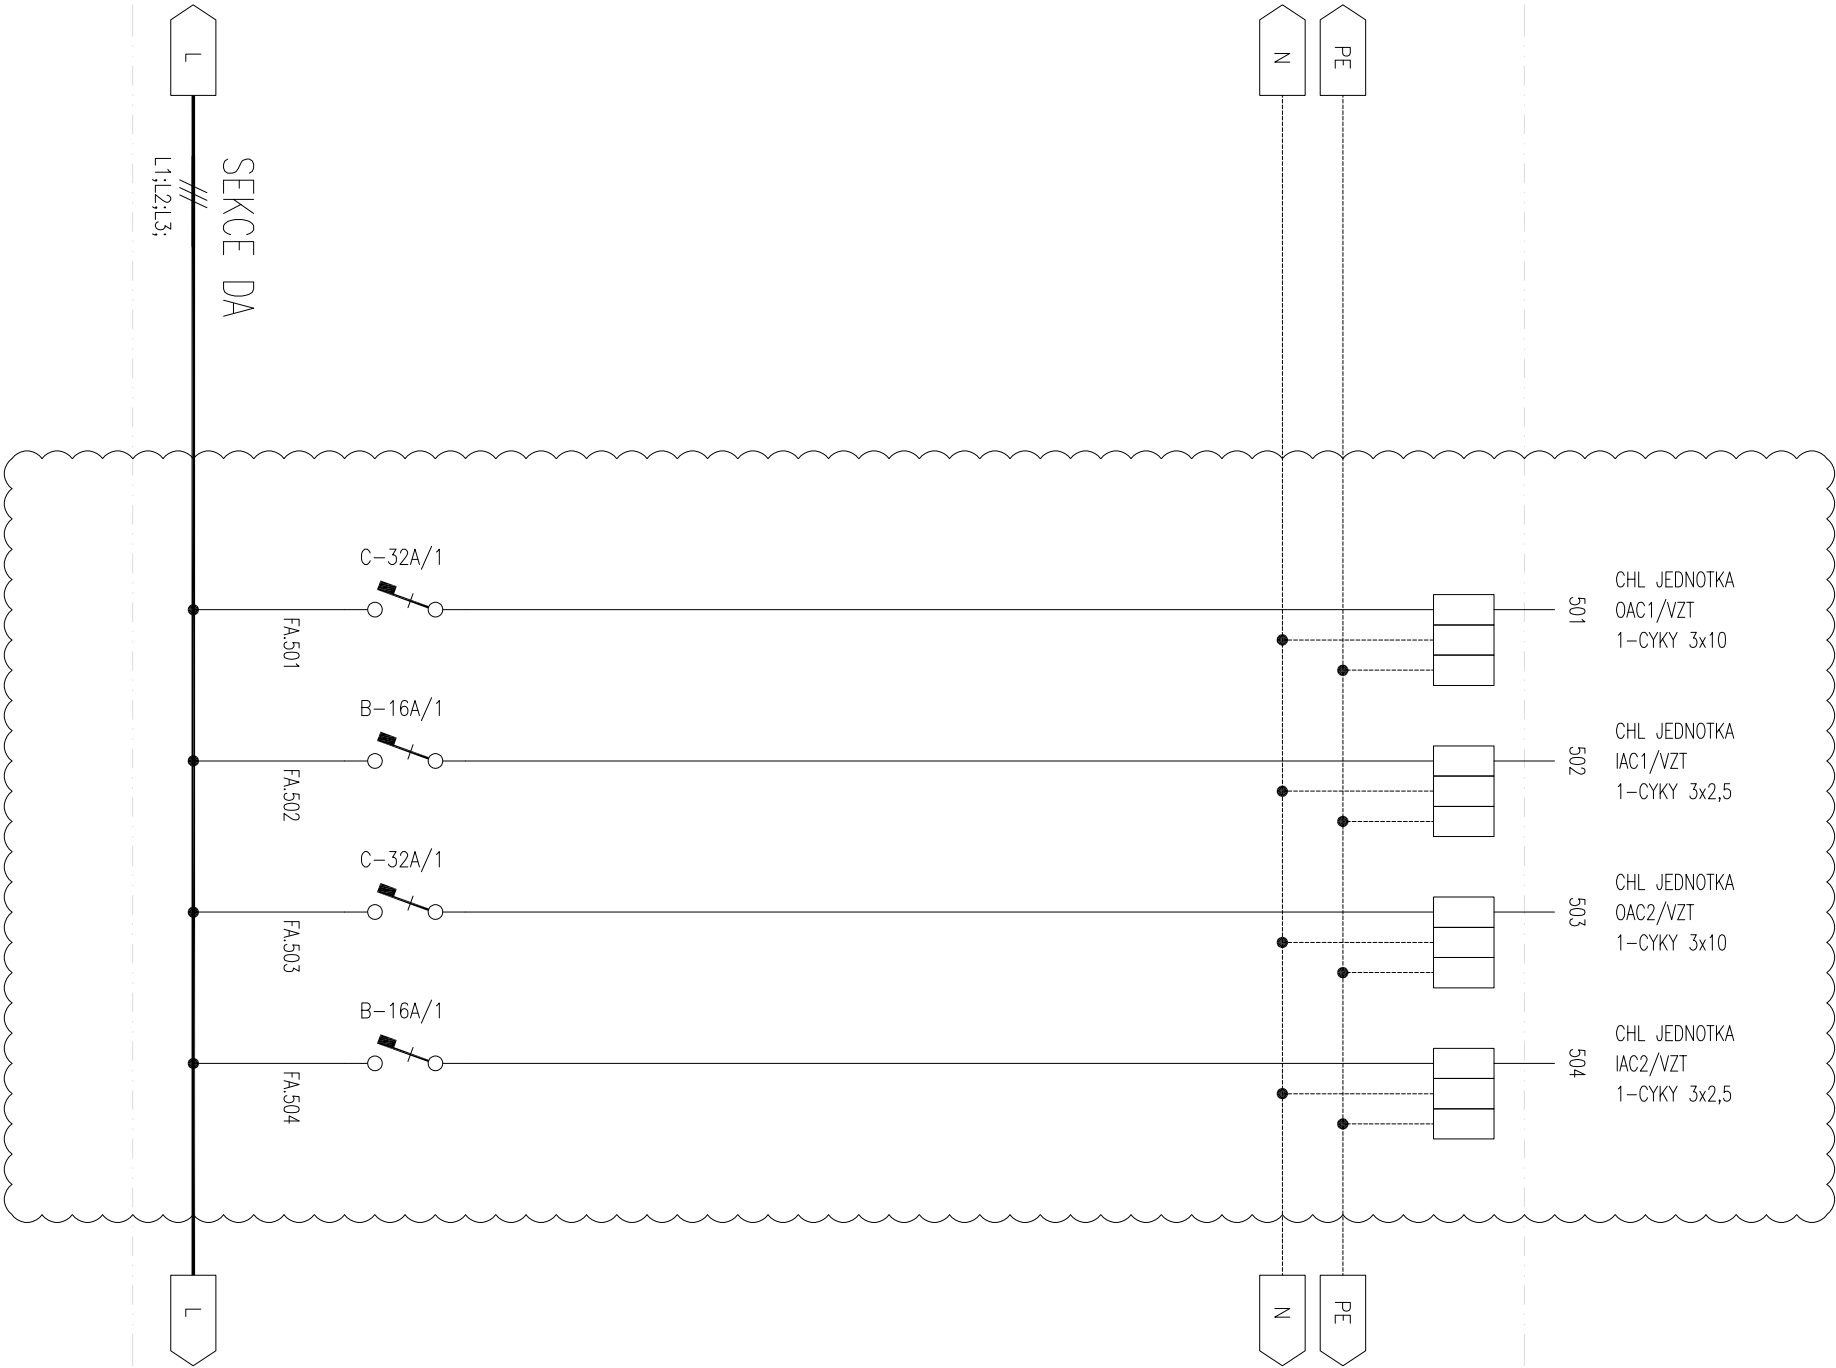 L
N
PE
SEKCE DA
L1;L2;L3;
C-32A/1
FA.501
501
CHL JEDNOTKA
OAC1/VZT
1-CYKY 3x10
B-16A/1
FA.502
502
CHL JEDNOTKA
IAC1/VZT
1-CYKY 3x2,5
C-32A/1
FA.503
503
CHL JEDNOTKA
OAC2/VZT
1-CYKY 3x10
B-16A/1
FA.504
504
CHL JEDNOTKA
IAC2/VZT
1-CYKY 3x2,5
L
N
PE